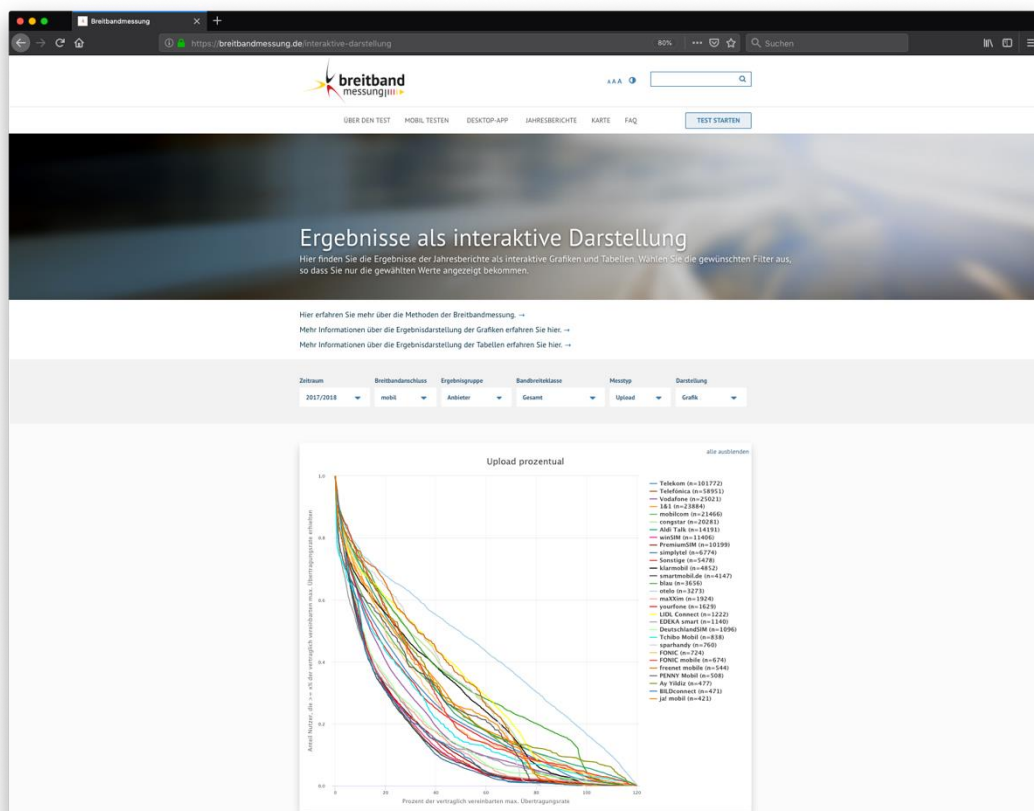 Breitbandmessung
https://breitbandmessung.de/interaktive-darstellung
80%
Suchen
breitband
messung
A A A
ÜBER DEN TEST
MOBIL TESTEN
DESKTOP-APP
JAHRESBERICHTE
KARTE
FAQ
TEST STARTEN
Ergebnisse als interaktive Darstellung
Hier finden Sie die Ergebnisse der Jahresberichte als interaktive Grafiken und Tabellen. Wählen Sie die gewünschten Filter aus,
so dass Sie nur die gewählten Werte angezeigt bekommen.
Hier erfahren Sie mehr über die Methoden der Breitbandmessung. →
Mehr Informationen über die Ergebnisdarstellung der Grafiken erfahren Sie hier. →
Mehr Informationen über die Ergebnisdarstellung der Tabellen erfahren Sie hier. →
Zeitraum
Breitbandanschluss
Ergebnisgruppe
Bandbreiteklasse
Messtyp
Darstellung
2017/2018
mobil
Anbieter
Gesamt
Upload
Grafik
alle ausblenden
Upload prozentual
Anteil Nutzer, die >= x% der vertraglich vereinbarten max. Übertragungsrate erhielten
1.0
0.8
0.6
0.4
0.2
0.0
0
20
40
60
80
100
120
Prozent der vertraglich vereinbarten max. Übertragungsrate
Telekom (n=101772)
Telefónica (n=58951)
Vodafone (n=25021)
1&1 (n=23884)
mobilcom (n=21466)
congstar (n=20281)
Aldi Talk (n=14191)
winSIM (n=11406)
PremiumSIM (n=10199)
simplytel (n=6774)
Sonstige (n=5478)
klarmobil (n=4852)
smartmobil.de (n=4147)
blau (n=3656)
otelo (n=3273)
maXXim (n=1924)
yourfone (n=1629)
LIDL Connect (n=1222)
EDEKA smart (n=1140)
DeutschlandSIM (n=1096)
Tchibo Mobil (n=838)
sparhandy (n=760)
FONIC (n=724)
FONIC mobile (n=674)
freenet mobile (n=544)
PENNY Mobil (n=508)
Ay Yildiz (n=477)
BILDconnect (n=471)
ja! mobil (n=421)